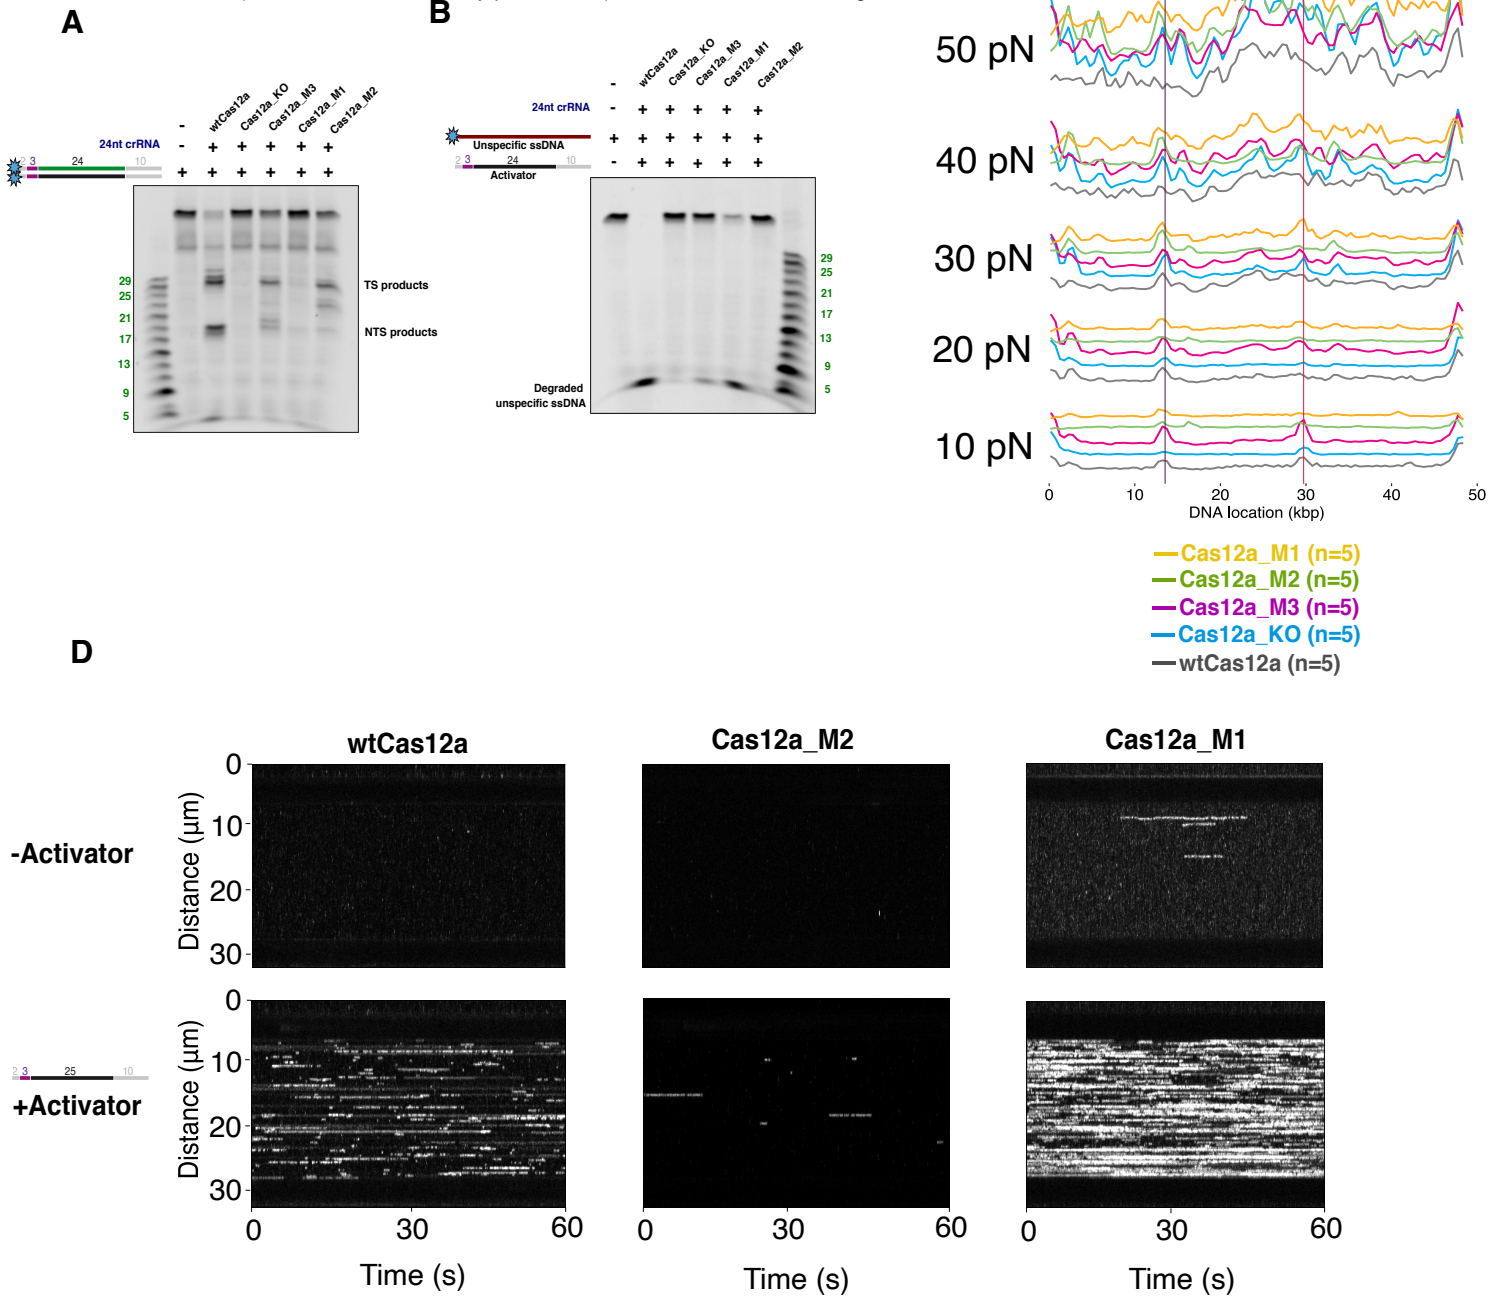 A
-
wtCas12a
Cas12a_KO
Cas12a_M3
Cas12a_M1
Cas12a_M2
24nt crRNA
- + + + + +
2 3 24 10
+ + + + + +
29
25
21
17
13
9
5
TS products
NTS products
B
-
wtCas12a
Cas12a_KO
Cas12a_M3
Cas12a_M1
Cas12a_M2
24nt crRNA
- + + + + +
Unspecific ssDNA
+ + + + + +
2 3 24 10
Activator
- + + + + +
29
25
21
17
13
9
5
Degraded
unspecific ssDNA
50 pN
40 pN
30 pN
20 pN
10 pN
0 10 20 30 40 50
DNA location (kbp)
Cas12a_M1 (n=5)
Cas12a_M2 (n=5)
Cas12a_M3 (n=5)
Cas12a_KO (n=5)
wtCas12a (n=5)
D
wtCas12a
Cas12a_M2
Cas12a_M1
-Activator
Distance (μm)
0
10
20
30
2 3 25 10
+Activator
Distance (μm)
0
10
20
30
0 30 60
0 30 60
0 30 60
Time (s)
Time (s)
Time (s)